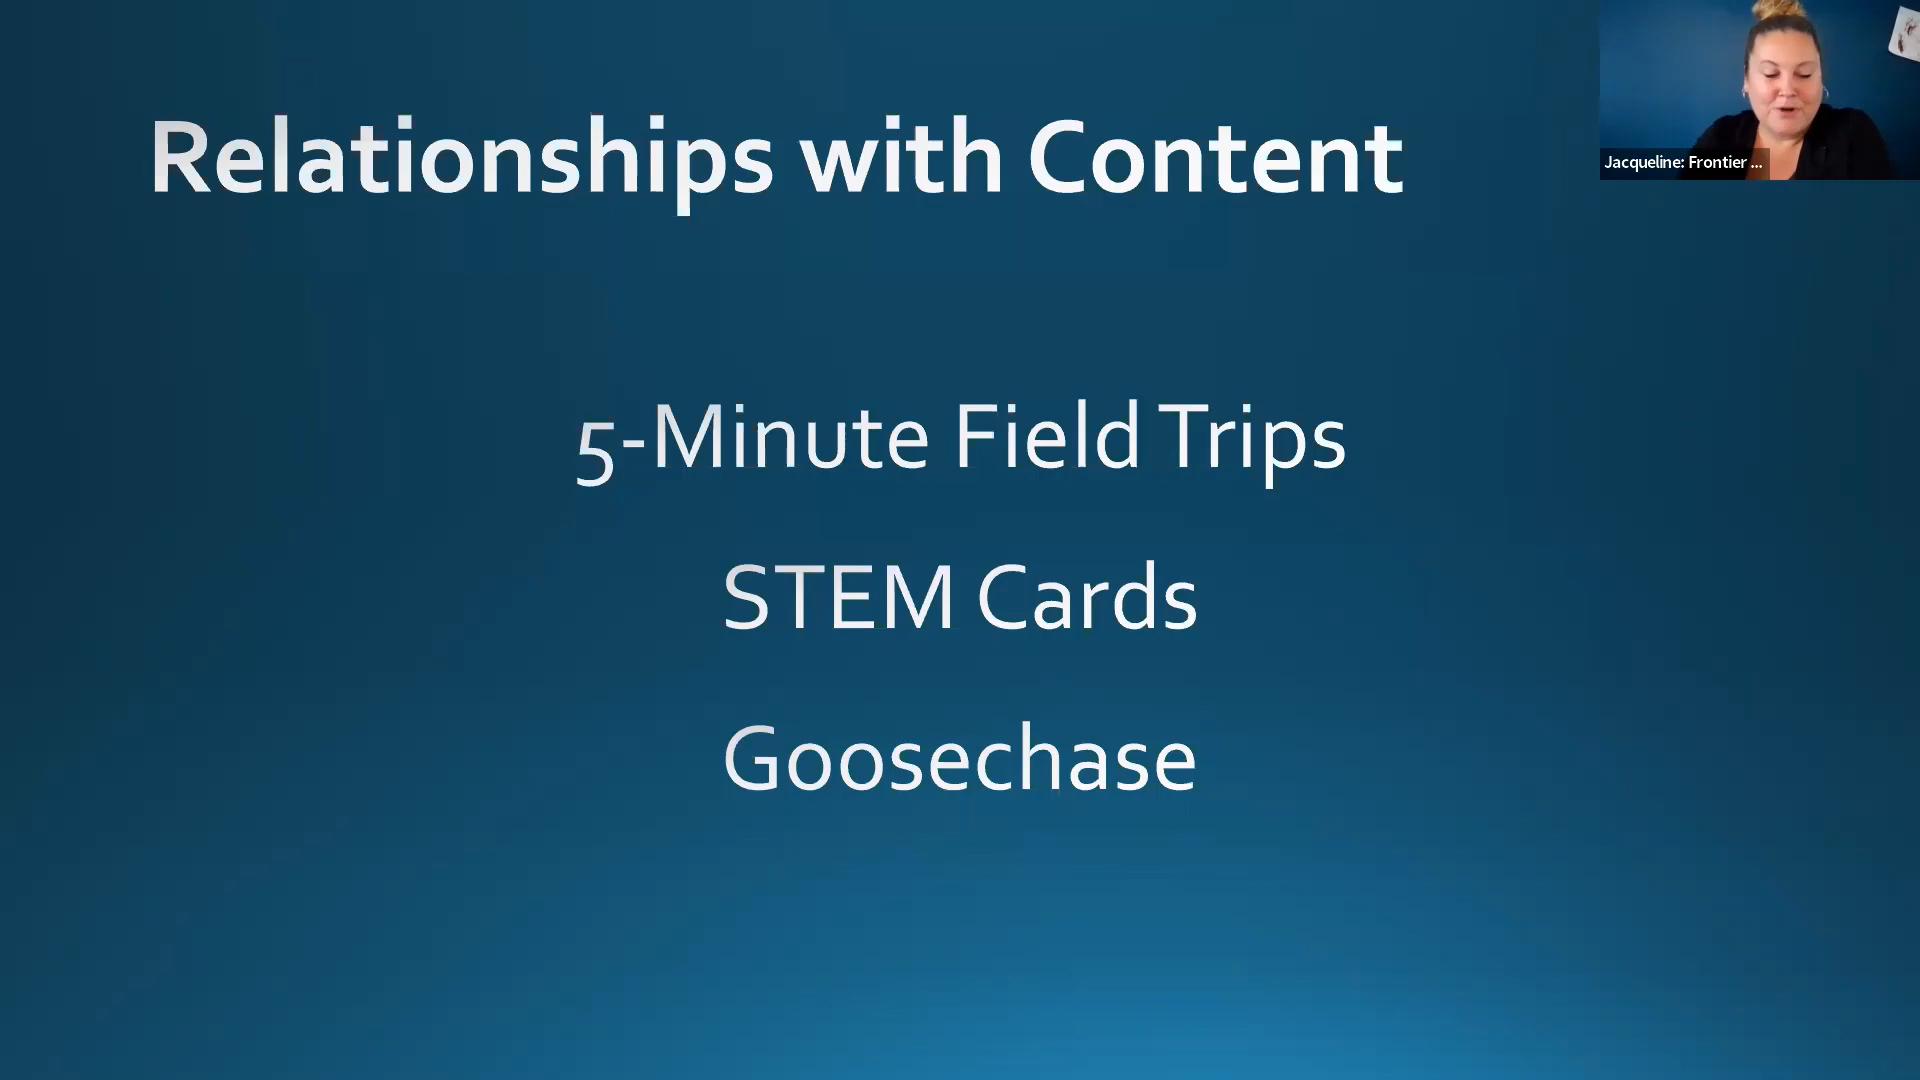 Relationships with Content
Jacqueline: Frontier ...
5-Minute Field Trips
STEM Cards
Goosechase